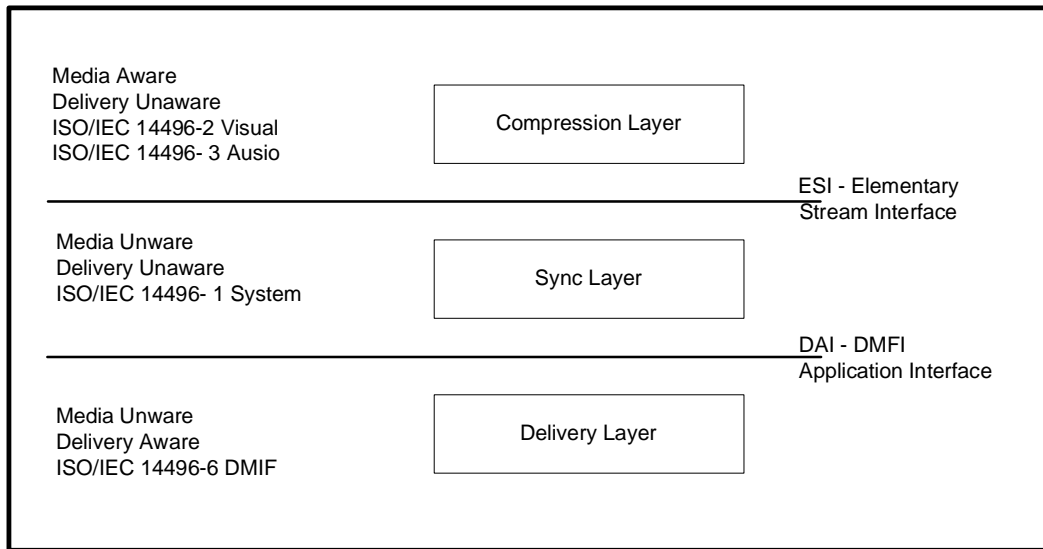 Media Aware
Delivery Unaware
ISO/IEC 14496-2 Visual
ISO/IEC 14496- 3 Ausio
Compression Layer
ESI - Elementary
Stream Interface
Media Unware
Delivery Unaware
ISO/IEC 14496- 1 System
Sync Layer
DAI - DMFI
Application Interface
Media Unware
Delivery Aware
ISO/IEC 14496-6 DMIF
Delivery Layer